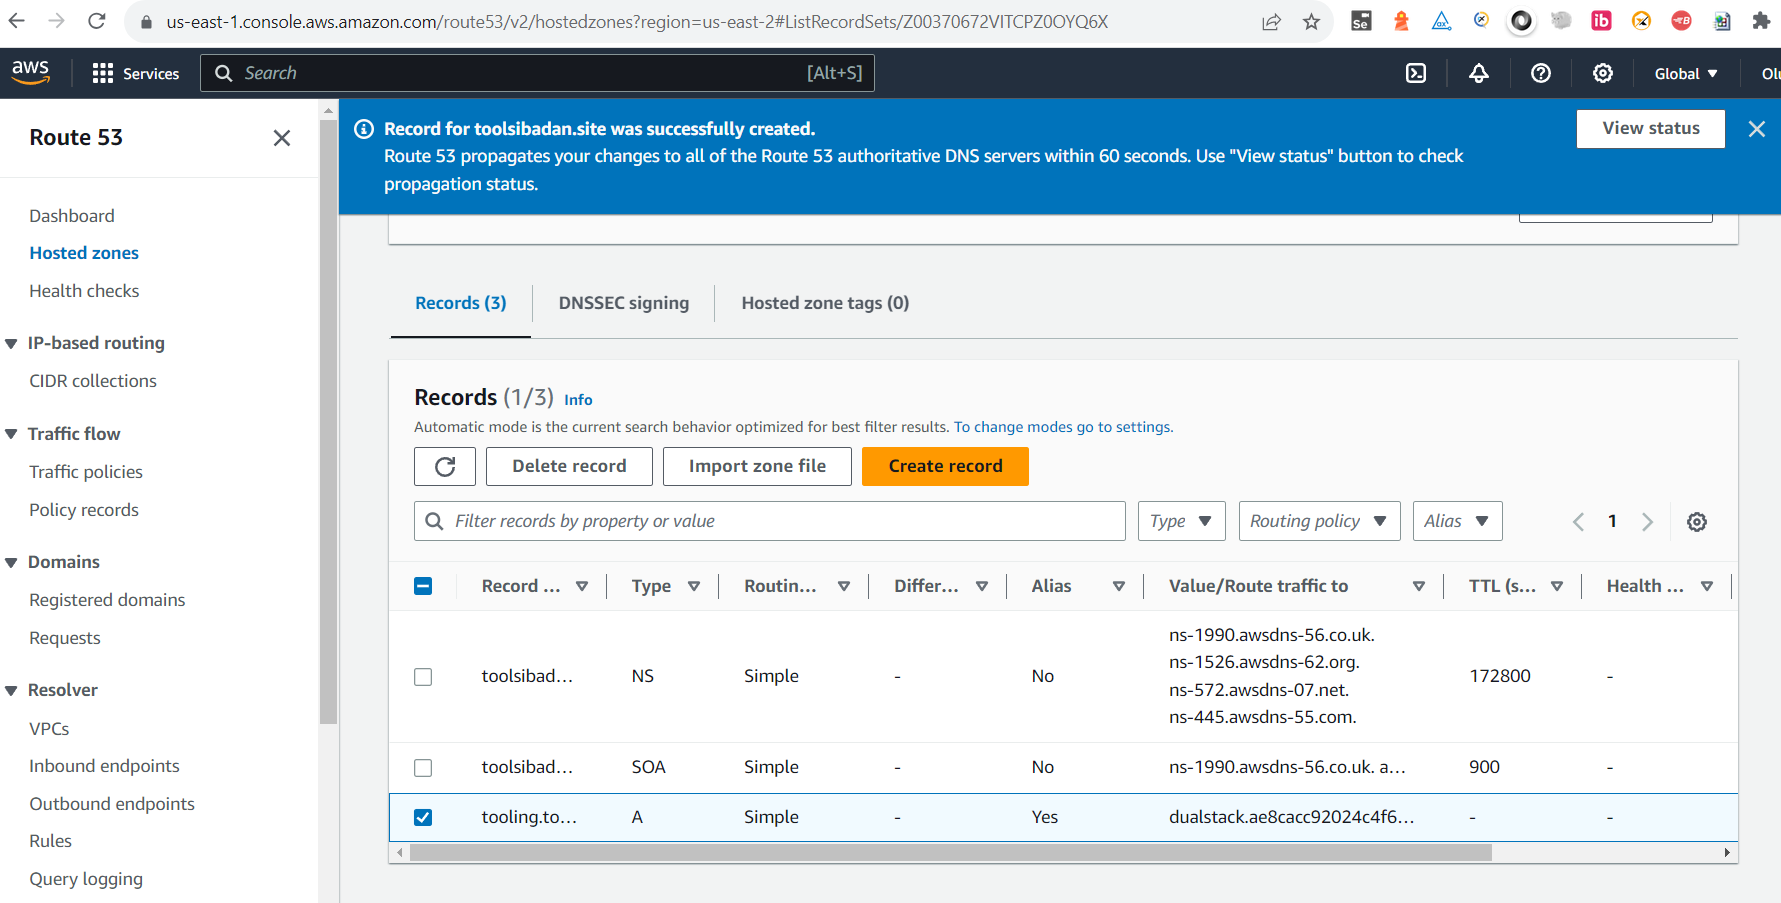 us-east-1.console.aws.amazon.com/route53/v2/hostedzones?region=us-east-2#ListRecordSets/Z00370672VITCPZ0OYQ6X
Se
ax
ib
B
aws
Services
Search
[Alt+S]
Global
Olu
Route 53
Dashboard
Hosted zones
Health checks
IP-based routing
CIDR collections
Traffic flow
Traffic policies
Policy records
Domains
Registered domains
Requests
Resolver
VPCs
Inbound endpoints
Outbound endpoints
Rules
Query logging
Record for toolsibadan.site was successfully created.
Route 53 propagates your changes to all of the Route 53 authoritative DNS servers within 60 seconds. Use "View status" button to check
propagation status.
View status
Records (3)
DNSSEC signing
Hosted zone tags (0)
Records (1/3) Info
Automatic mode is the current search behavior optimized for best filter results. To change modes go to settings.
Delete record
Import zone file
Create record
Filter records by property or value
Type
Routing policy
Alias
1
Record ... Type Routin... Differ... Alias Value/Route traffic to TTL (s... Health ...
ns-1990.awsdns-56.co.uk.
ns-1526.awsdns-62.org.
toolsibad... NS Simple - No 172800 -
ns-572.awsdns-07.net.
ns-445.awsdns-55.com.
toolsibad... SOA Simple - No ns-1990.awsdns-56.co.uk. a... 900 -
tooling.to... A Simple - Yes dualstack.ae8cacc92024c4f6... - -